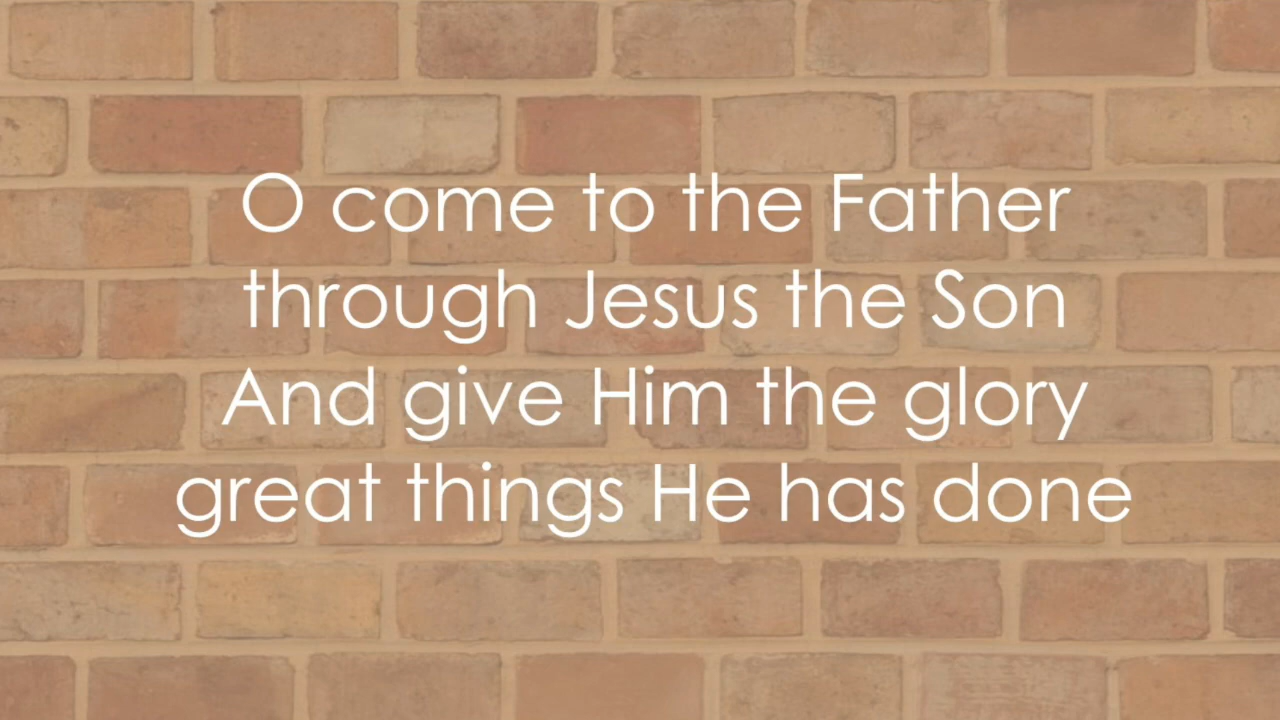 O come to the Father
through Jesus the Son
And give Him the glory
great things He has done